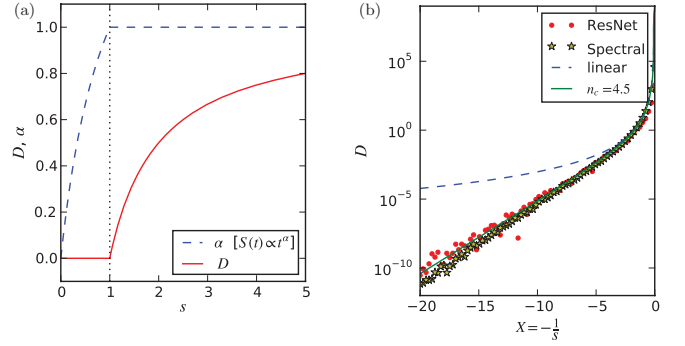 (a)
1.0
0.8
0.6
0.4
0.2
0.0
D, α
α [S(t)∝t^α]
D
0 1 2 3 4 5
s
(b)
ResNet
Spectral
linear
n_c=4.5
10^5
10^0
10^−5
10^−10
D
−20 −15 −10 −5 0
X=−1/s